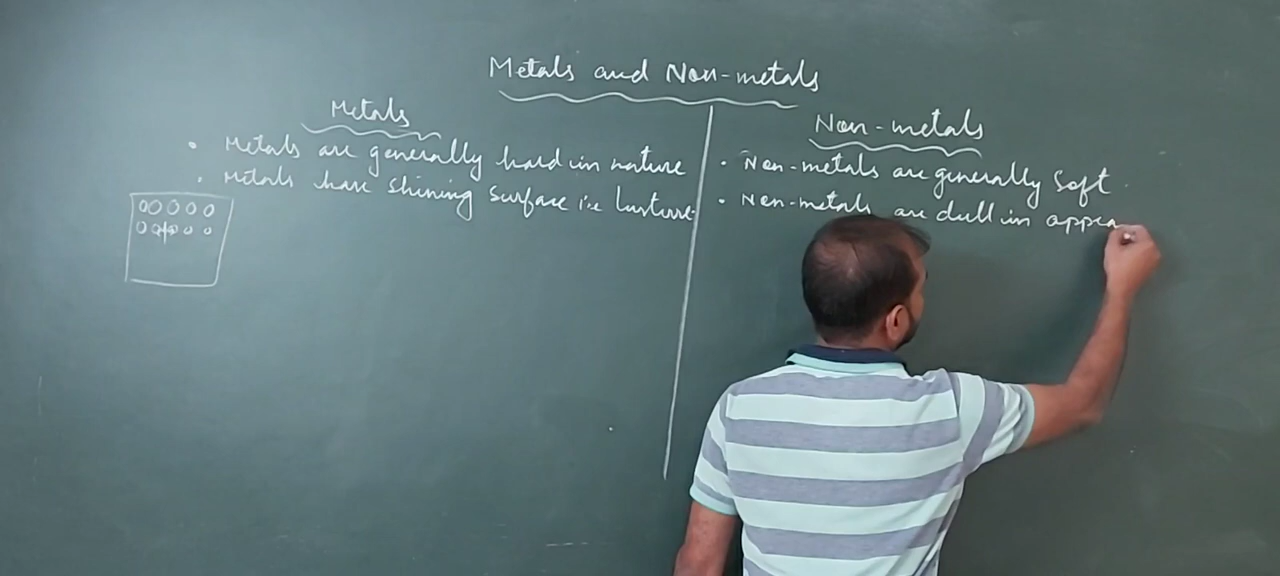 Metals and Non-metals
Metals
• Metals are generally hard in nature
• Metals have shining surface i.e lusture.
Non-metals
• Non-metals are generally soft.
• Non-metals are dull in appea